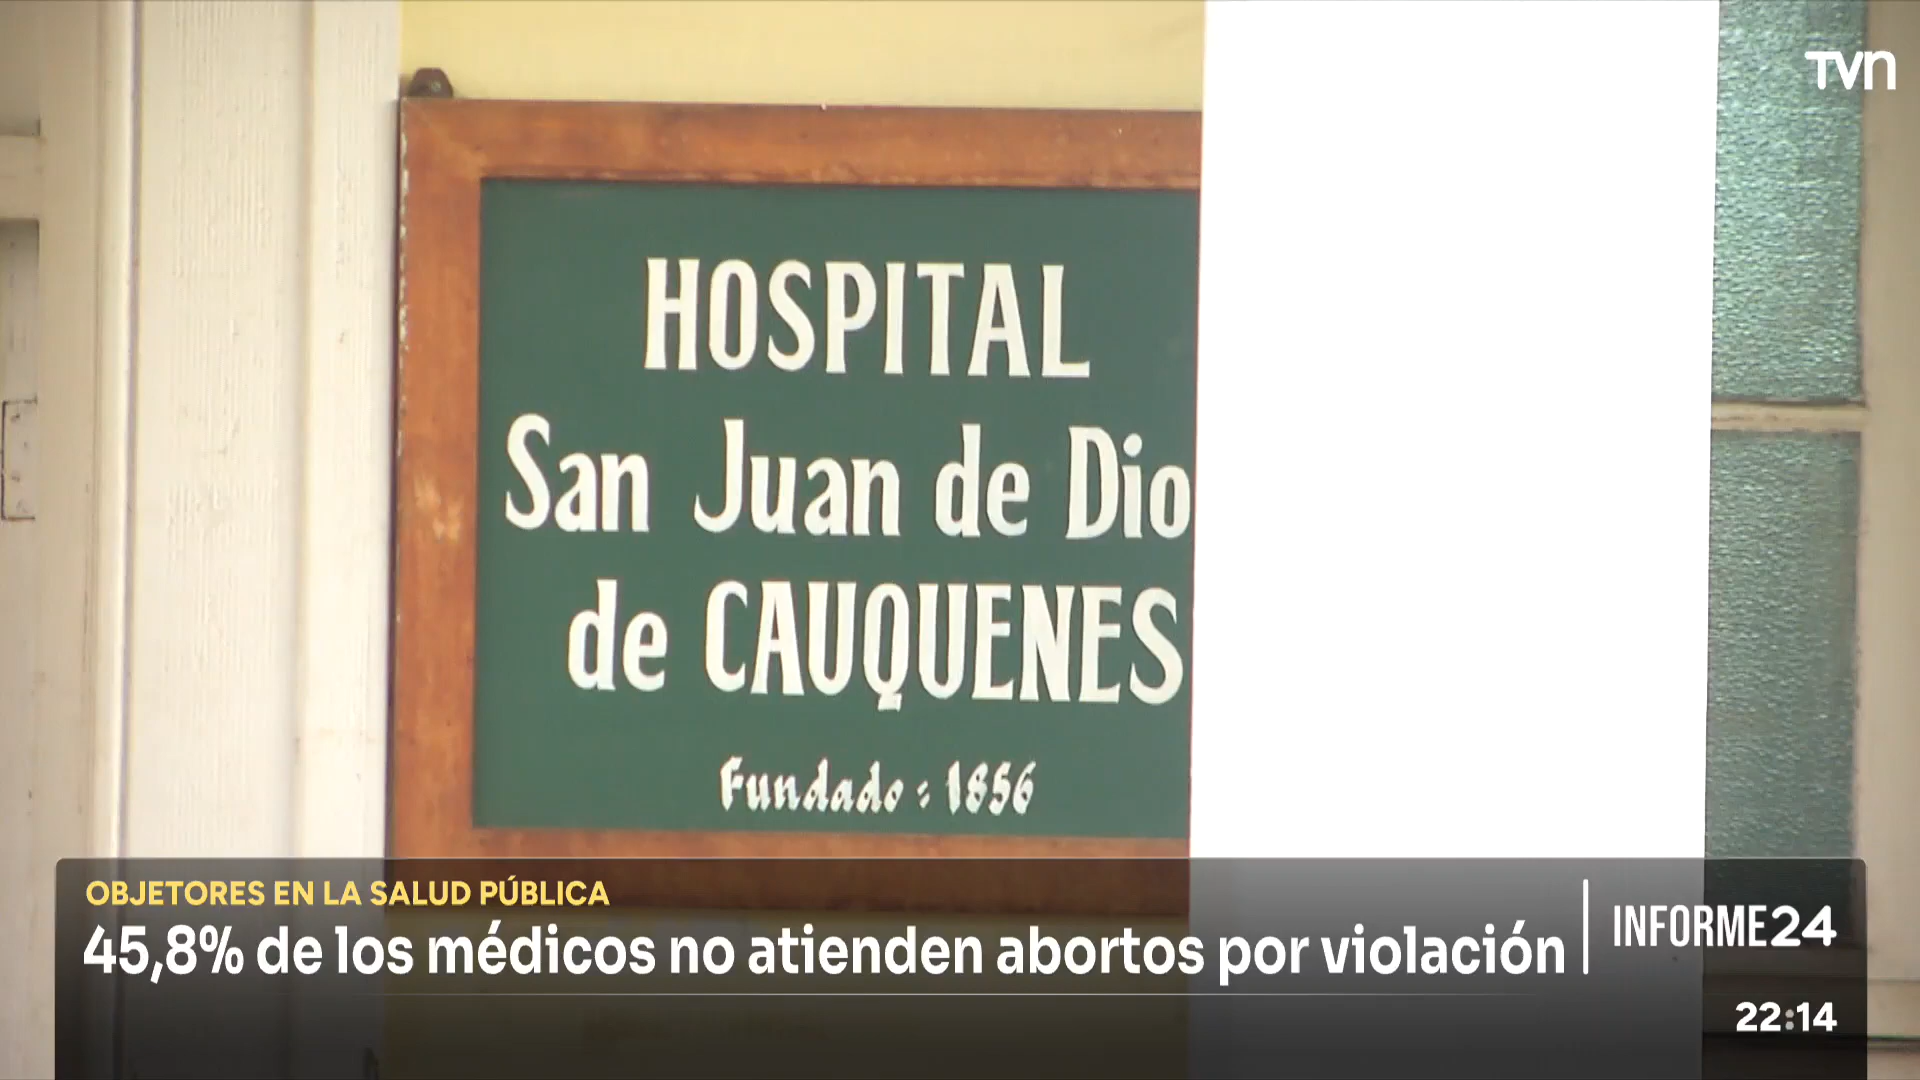 TVN
HOSPITAL
San Juan de Dio
de CAUQUENES
Fundado: 1856
OBJETORES EN LA SALUD PÚBLICA
45,8% de los médicos no atienden abortos por violación
INFORME24
22:14